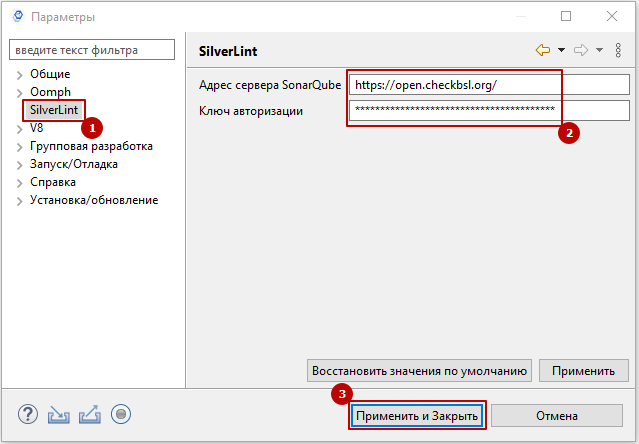 Параметры
введите текст фильтра
Общие
Oomph
SilverLint
1
V8
Групповая разработка
Запуск/Отладка
Справка
Установка/обновление
SilverLint
Адрес сервера SonarQube
https://open.checkbsl.org/
Ключ авторизации
****************************************
2
Восстановить значения по умолчанию
Применить
3
Применить и Закрыть
Отмена